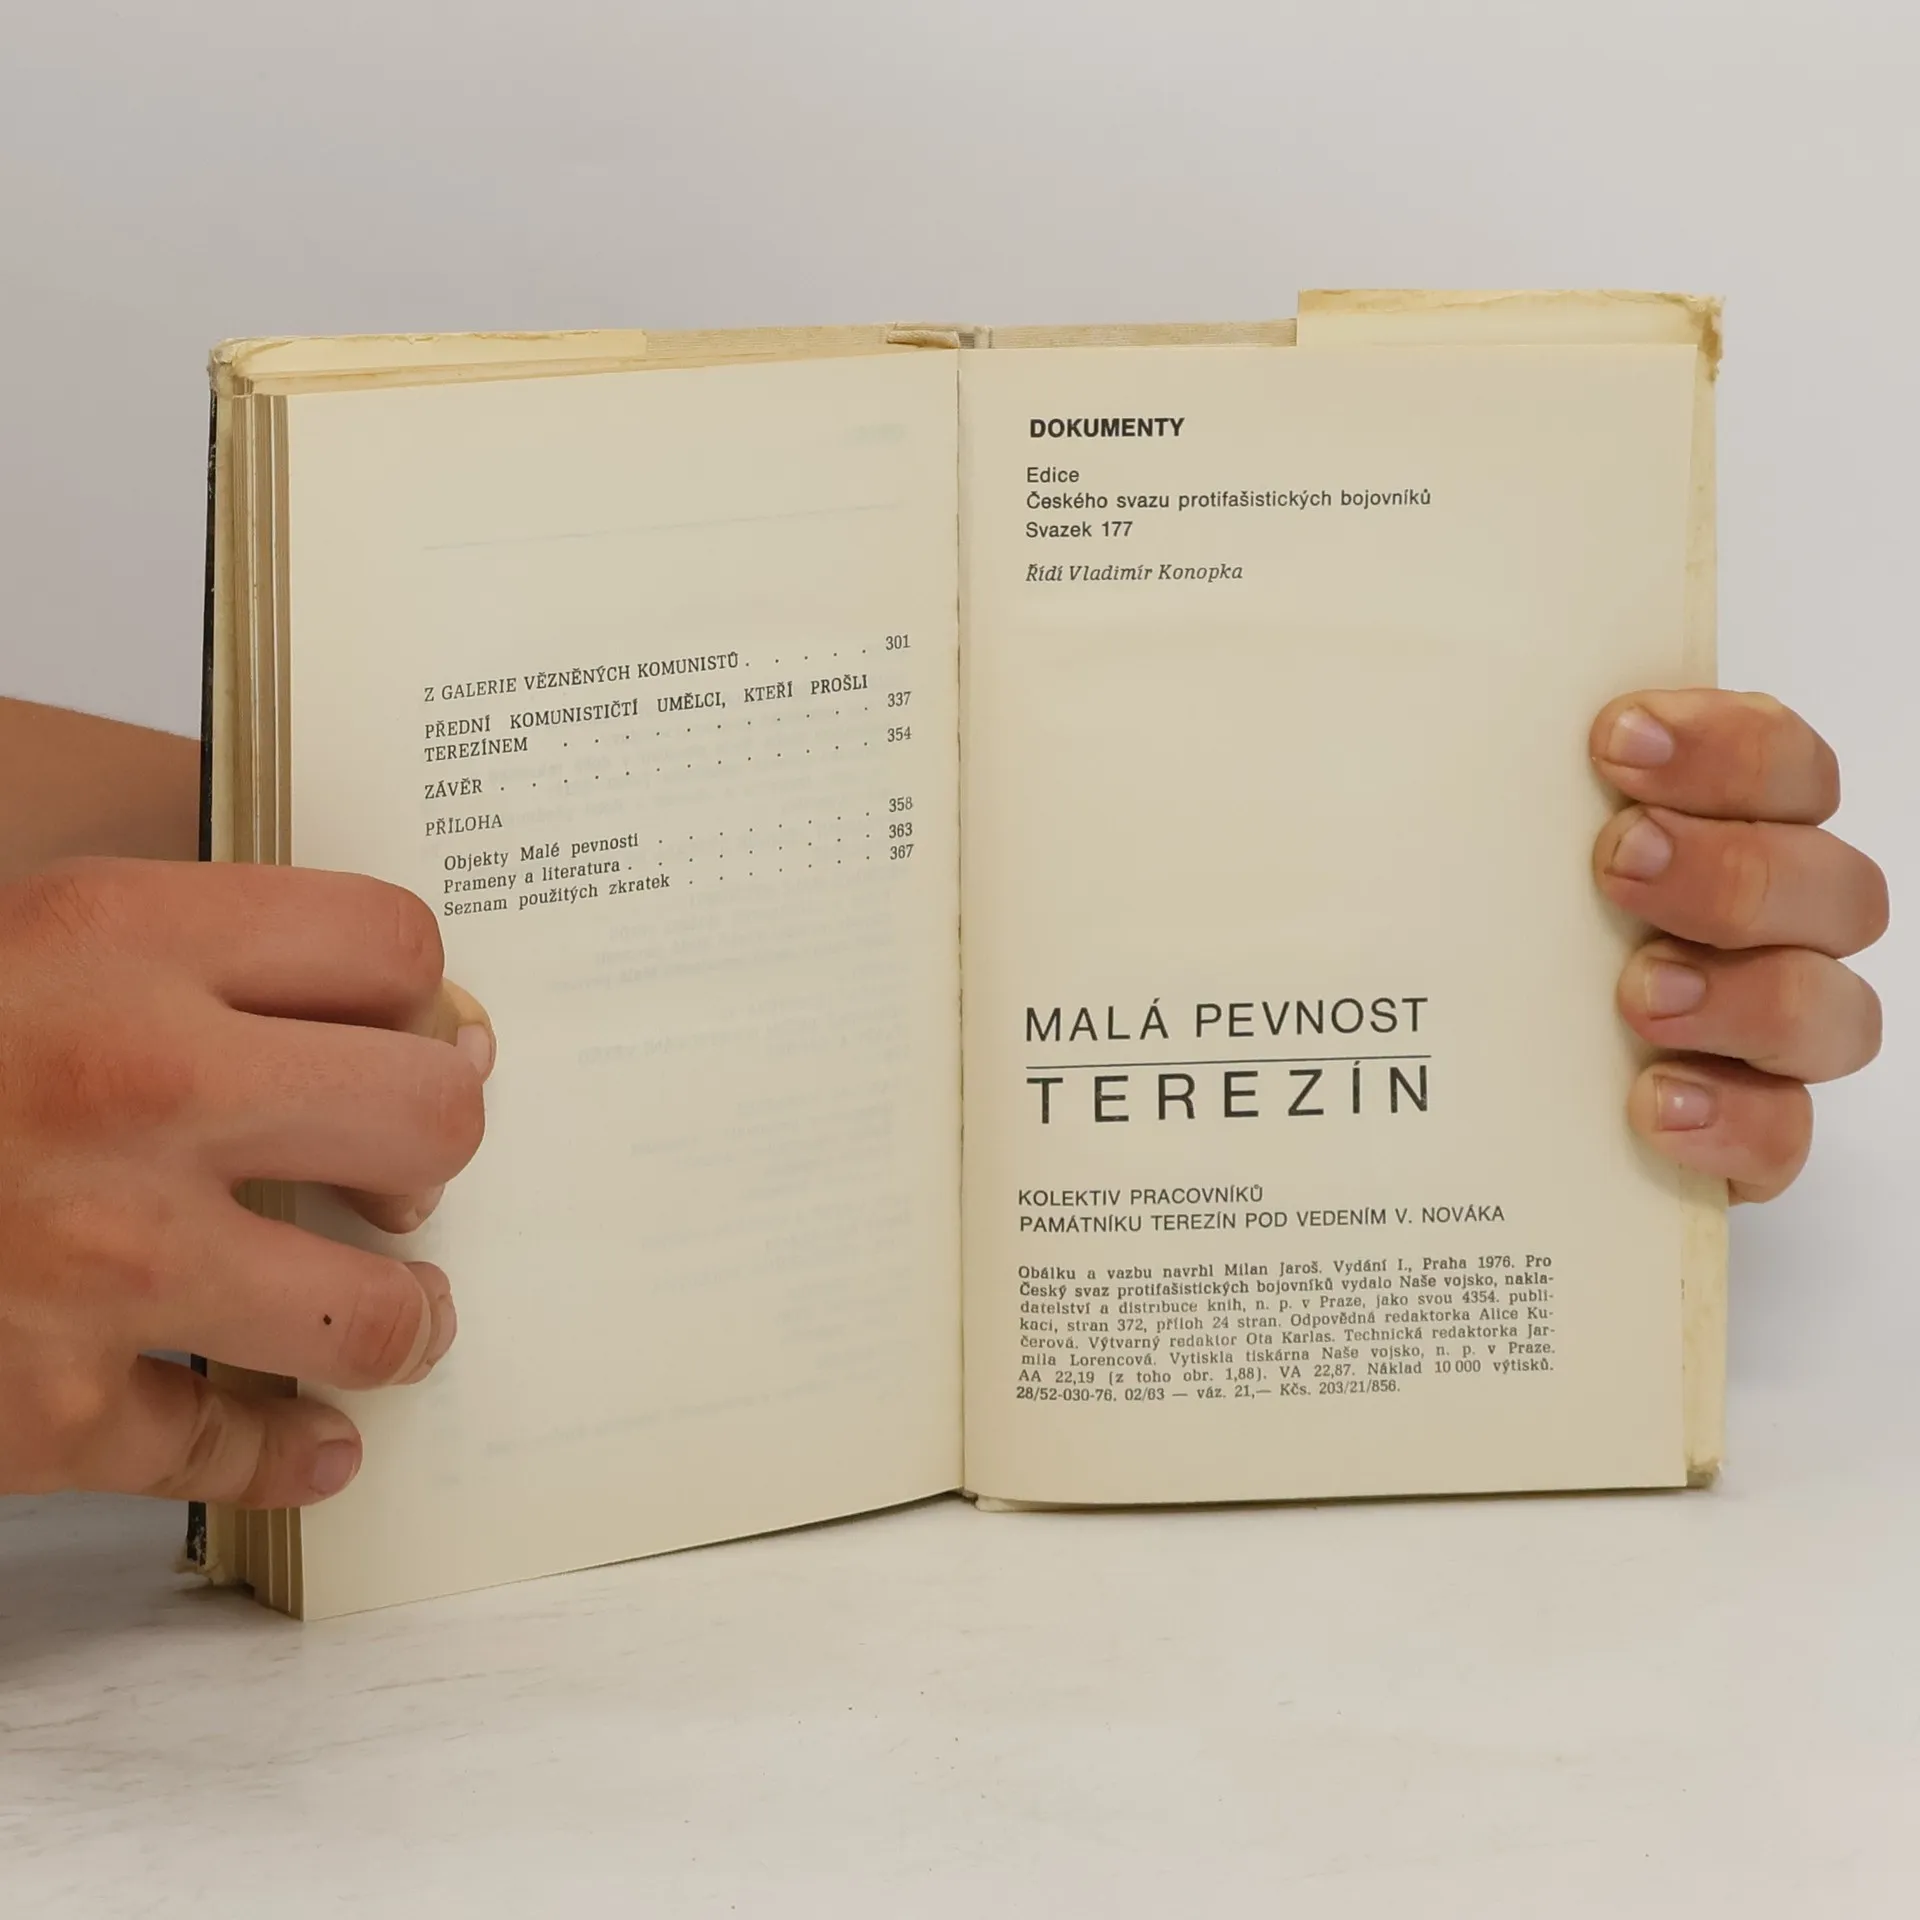 Z GALERIE VĚZNĚNÝCH KOMUNISTŮ . . . . . 301
PŘEDNÍ KOMUNISTIČTÍ UMĚLCI, KTEŘÍ PROŠLI
TEREZÍNEM . . . . . . . . . . 337
ZÁVĚR . . . . . . . . . . . . 354
PŘÍLOHA
Objekty Malé pevnosti . . . . . . . . 358
Prameny a literatura . . . . . . . . . 363
Seznam použitých zkratek . . . . . . . 367
DOKUMENTY
Edice
Českého svazu protifašistických bojovníků
Svazek 177
Řídí Vladimír Konopka
MALÁ PEVNOST
TEREZÍN
KOLEKTIV PRACOVNÍKŮ
PAMÁTNÍKU TEREZÍN POD VEDENÍM V. NOVÁKA
Obálku a vazbu navrhl Milan Jaroš. Vydání I., Praha 1976. Pro
Český svaz protifašistických bojovníků vydalo Naše vojsko, nakla-
datelství a distribuce knih, n. p. v Praze, jako svou 4354. publi-
kaci, stran 372, příloh 24 stran. Odpovědná redaktorka Alice Ku-
čerová. Výtvarný redaktor Ota Karlas. Technická redaktorka Jar-
mila Lorencová. Vytiskla tiskárna Naše vojsko, n. p. v Praze.
AA 22,19 (z toho obr. 1,88). VA 22,87. Náklad 10 000 výtisků.
28/52-030-76. 02/63 — váz. 21,— Kčs. 203/21/856.